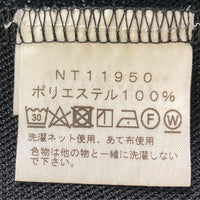 NT11950
ポリエステル100%
30
P
W
洗濯ネット使用、あて布使用
色物は他の物と一緒に洗濯しない
で下さい